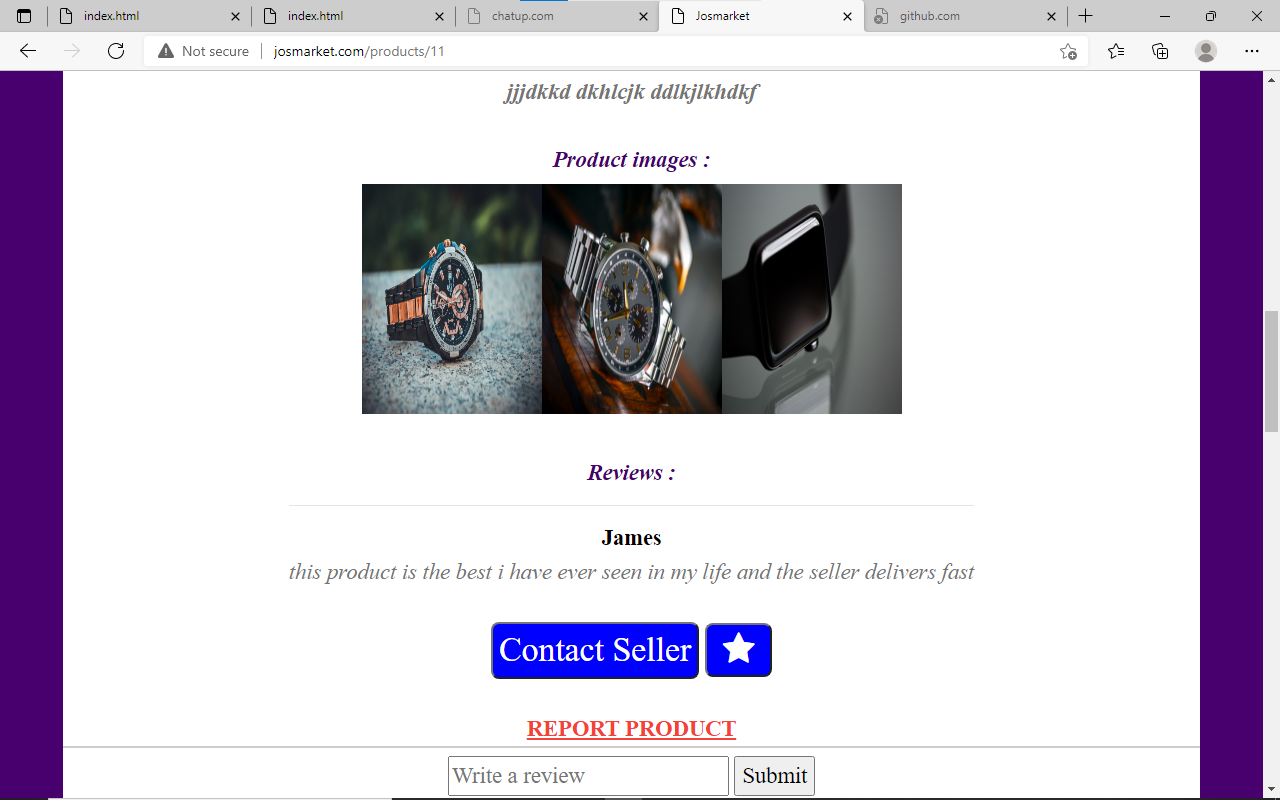 index.html
index.html
chatup.com
Josmarket
github.com
Not secure
josmarket.com/products/11
jjjdkkd dkhlcjk ddlkjlkhdkf
Product images :
Reviews :
James
this product is the best i have ever seen in my life and the seller delivers fast
Contact Seller
REPORT PRODUCT
Write a review
Submit